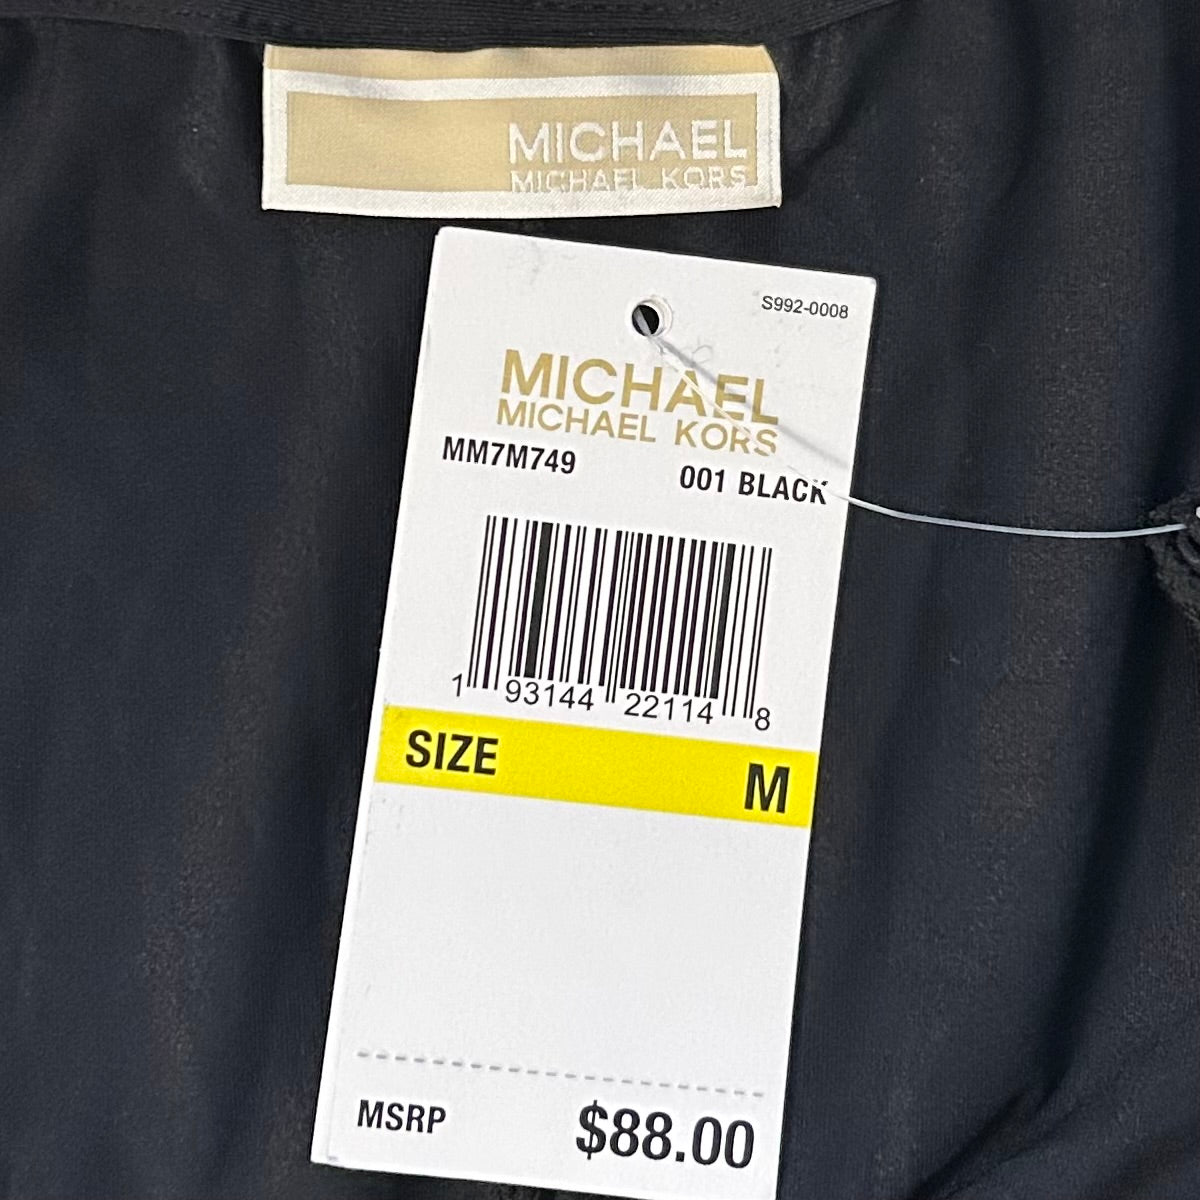 MICHAEL
MICHAEL KORS
S992-0008
MICHAEL
MICHAEL KORS
MM7M749 001 BLACK
1 93144 22114 8
SIZE M
MSRP $88.00